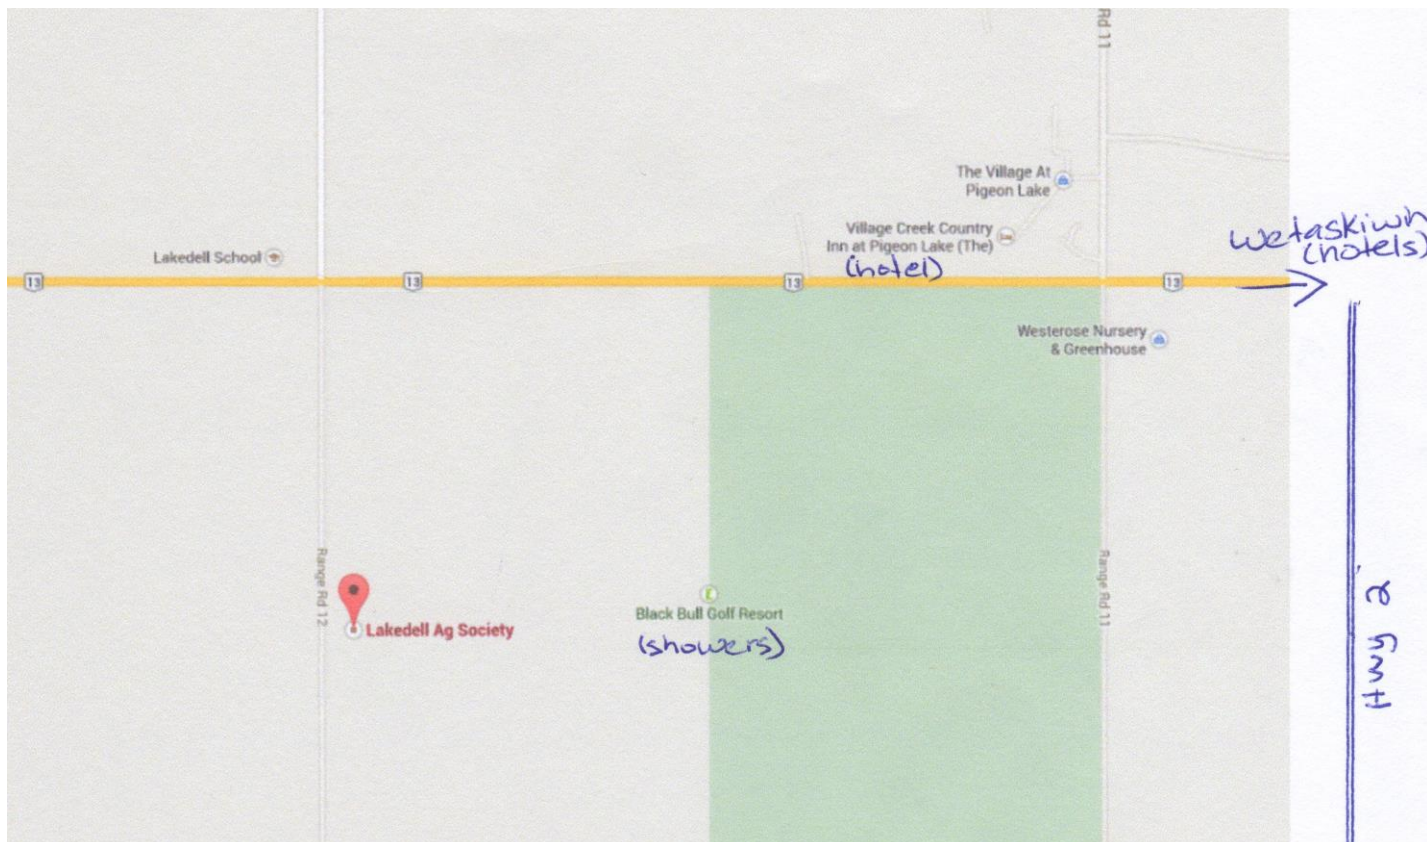 Rd 11
The Village At
Pigeon Lake
Village Creek Country
Inn at Pigeon Lake (The)
(hotel)
Wetaskiwin
(hotels)
Lakedell School
13
13
13
13
Westerose Nursery
& Greenhouse
Range Rd 12
Range Rd 11
Black Bull Golf Resort
(showers)
Lakedell Ag Society
Hwy 2